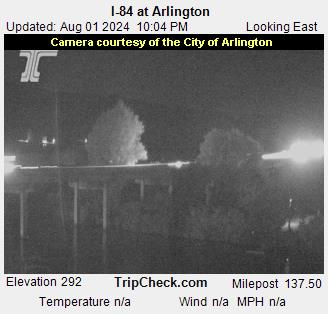 I-84 at Arlington
Updated: Aug 01 2024 10:04 PM Looking East
Camera courtesy of the City of Arlington
Elevation 292 TripCheck.com Milepost 137.50
Temperature n/a Wind n/a MPH n/a